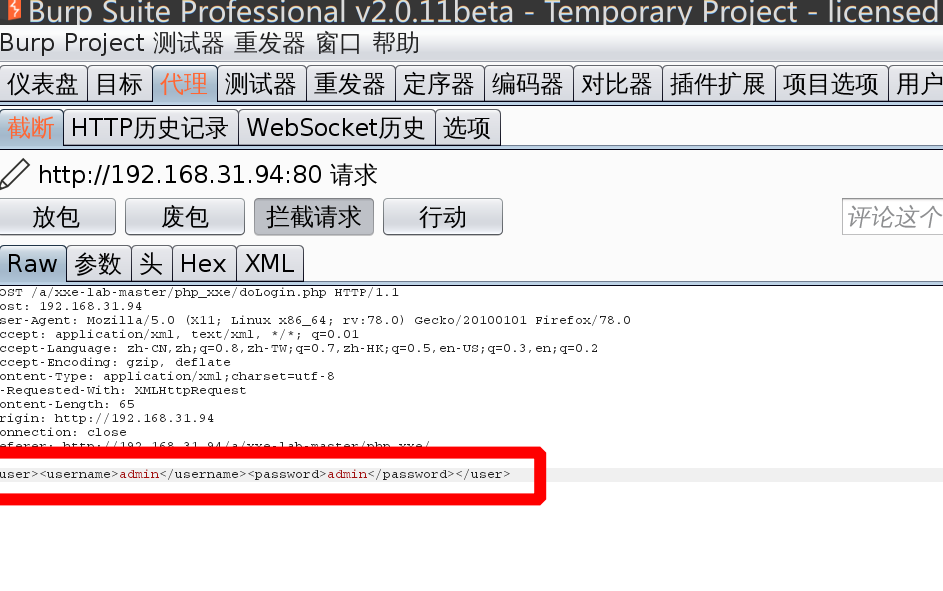 Burp Suite Professional v2.0.11beta - Temporary Project - licensed
Burp Project 测试器 重发器 窗口 帮助
仪表盘 目标 代理 测试器 重发器 定序器 编码器 对比器 插件扩展 项目选项 用户
截断 HTTP历史记录 WebSocket历史 选项
http://192.168.31.94:80 请求
放包 废包 拦截请求 行动 评论这个
Raw 参数 头 Hex XML
OST /a/xxe-lab-master/php_xxe/doLogin.php HTTP/1.1
ost: 192.168.31.94
ser-Agent: Mozilla/5.0 (X11; Linux x86_64; rv:78.0) Gecko/20100101 Firefox/78.0
ccept: application/xml, text/xml, */*; q=0.01
ccept-Language: zh-CN,zh;q=0.8,zh-TW;q=0.7,zh-HK;q=0.5,en-US;q=0.3,en;q=0.2
ccept-Encoding: gzip, deflate
ontent-Type: application/xml;charset=utf-8
-Requested-With: XMLHttpRequest
ontent-Length: 65
rigin: http://192.168.31.94
onnection: close
eferer: http://192.168.31.94/a/xxe-lab-master/php_xxe/
user><username>admin</username><password>admin</password></user>